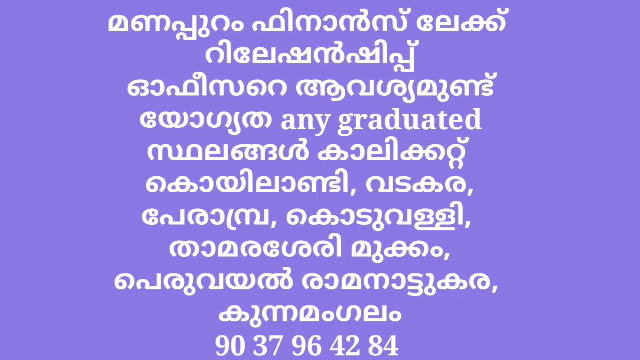 മണപ്പുറം ഫിനാൻസ് ലേക്ക്
റിലേഷൻഷിപ്പ്
ഓഫീസറെ ആവശ്യമുണ്ട്
യോഗ്യത any graduated
സ്ഥലങ്ങൾ കാലിക്കറ്റ്
കൊയിലാണ്ടി, വടകര,
പേരാമ്പ്ര, കൊടുവള്ളി,
താമരശേരി മുക്കം,
പെരുവയൽ രാമനാട്ടുകര,
കുന്നമംഗലം
90 37 96 42 84